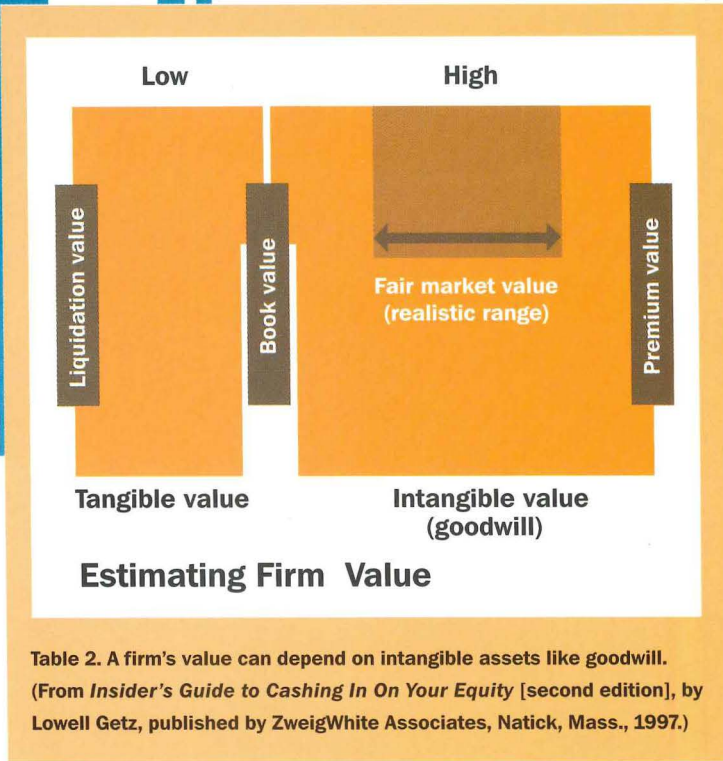 Low
High
Liquidation value
Book value
Fair market value
(realistic range)
Premium value
Tangible value
Intangible value
(goodwill)
Estimating Firm Value
Table 2. A firm's value can depend on intangible assets like goodwill.
(From Insider's Guide to Cashing In On Your Equity [second edition], by
Lowell Getz, published by ZweigWhite Associates, Natick, Mass., 1997.)